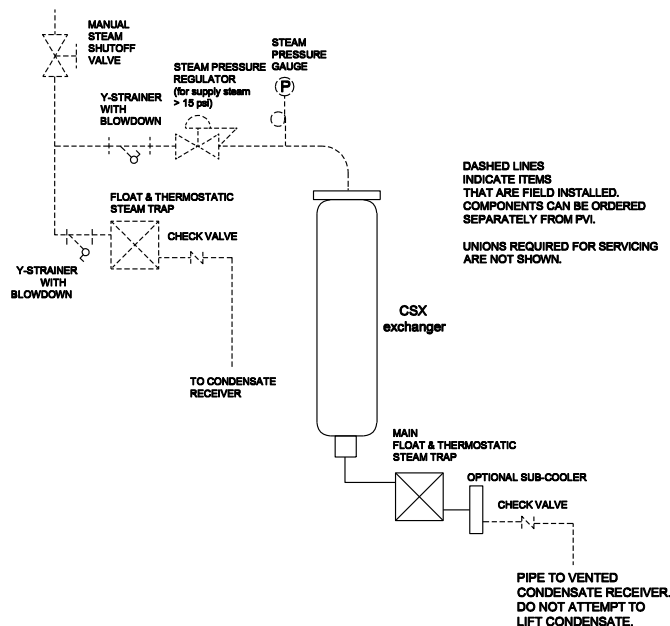 MANUAL
STEAM
SHUTOFF
VALVE
STEAM PRESSURE
REGULATOR
(for supply steam
> 15 psi)
STEAM
PRESSURE
GAUGE
P
Y-STRAINER
WITH
BLOWDOWN
DASHED LINES
INDICATE ITEMS
THAT ARE FIELD INSTALLED.
COMPONENTS CAN BE ORDERED
SEPARATELY FROM PVI.
UNIONS REQUIRED FOR SERVICING
ARE NOT SHOWN.
FLOAT & THERMOSTATIC
STEAM TRAP
CHECK VALVE
Y-STRAINER
WITH
BLOWDOWN
CSX
exchanger
TO CONDENSATE
RECEIVER
MAIN
FLOAT & THERMOSTATIC
STEAM TRAP
OPTIONAL SUB-COOLER
CHECK VALVE
PIPE TO VENTED
CONDENSATE RECEIVER.
DO NOT ATTEMPT TO
LIFT CONDENSATE.